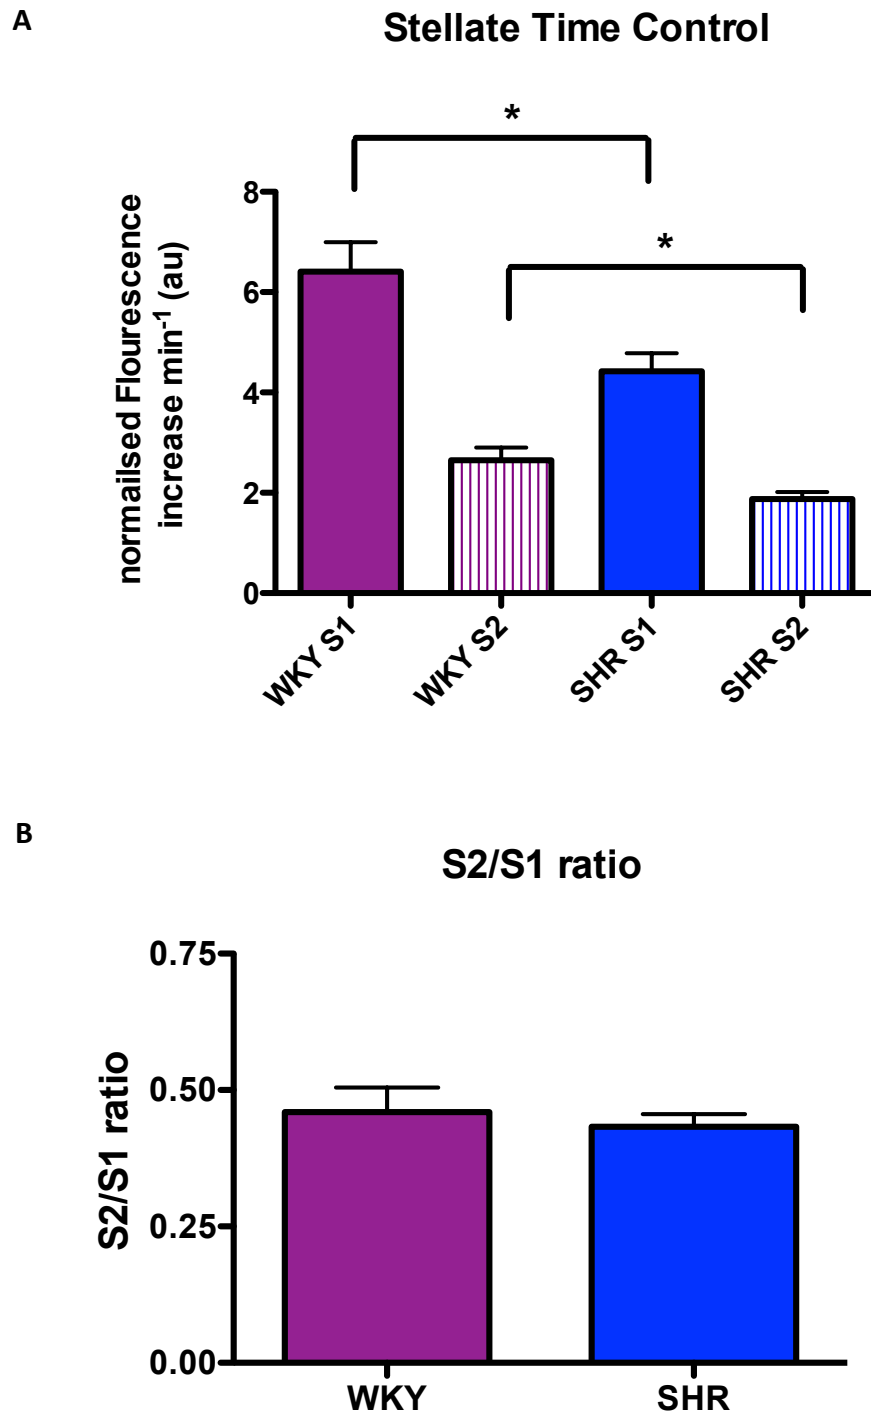 A
Stellate Time Control
*
*
normailsed Flourescence
increase min⁻¹ (au)
8
6
4
2
0
WKY S1
WKY S2
SHR S1
SHR S2
B
S2/S1 ratio
S2/S1 ratio
0.75
0.50
0.25
0.00
WKY
SHR